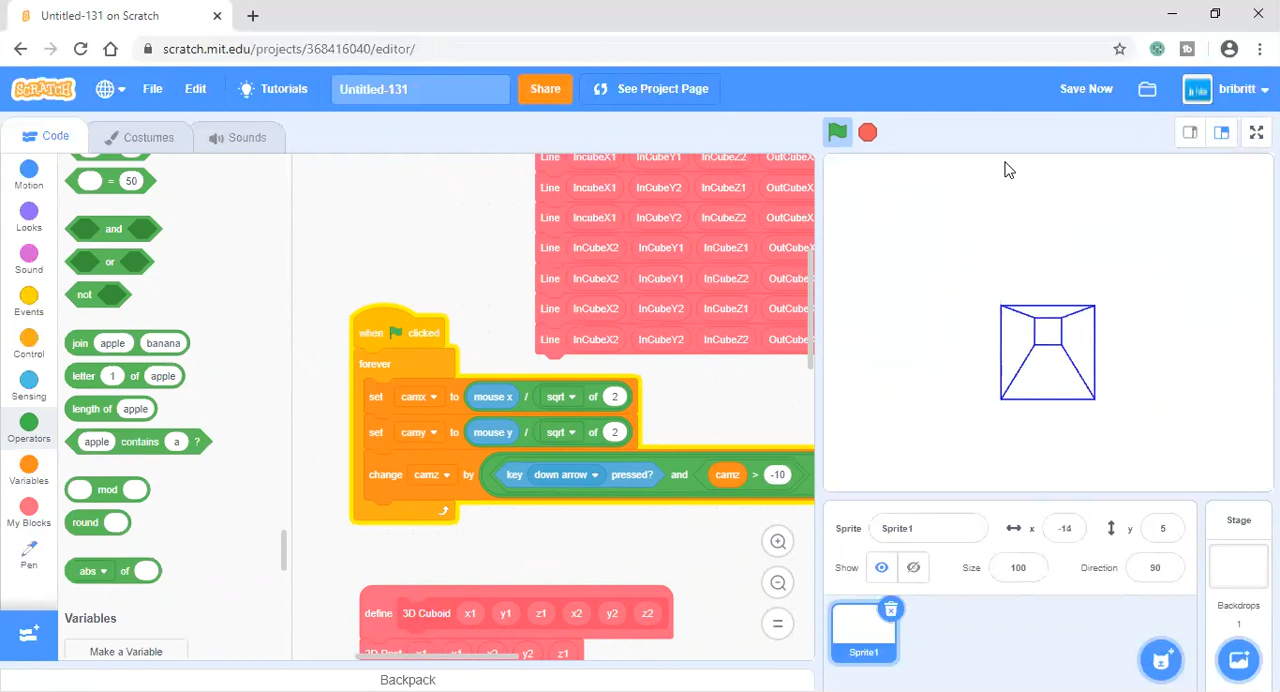 Untitled-131 on Scratch
scratch.mit.edu/projects/368416040/editor/
SCRATCH File Edit Tutorials Untitled-131 Share See Project Page Save Now bribritt
Code Costumes Sounds
Motion
Looks
Sound
Events
Control
Sensing
Operators
Variables
My Blocks
Pen
= 50
and
or
not
join apple banana
letter 1 of apple
length of apple
apple contains a ?
mod
round
abs of
Variables
Make a Variable
Line IncubeX1 InCubeY1 InCubeZ2 OutCubeX
Line IncubeX1 InCubeY2 InCubeZ1 OutCubeX
Line IncubeX1 InCubeY2 InCubeZ2 OutCubeX
Line InCubeX2 InCubeY1 InCubeZ1 OutCube
Line InCubeX2 InCubeY1 InCubeZ2 OutCube
Line InCubeX2 InCubeY2 InCubeZ1 OutCube
Line InCubeX2 InCubeY2 InCubeZ2 OutCube
when clicked
forever
set camx to mouse x / sqrt of 2
set camy to mouse y / sqrt of 2
change camz by key down arrow pressed? and camz > -10
define 3D Cuboid x1 y1 z1 x2 y2 z2
y2 z1
Sprite Sprite1 x -14 y 5
Show Size 100 Direction 90
Sprite1
Stage
Backdrops
1
Backpack